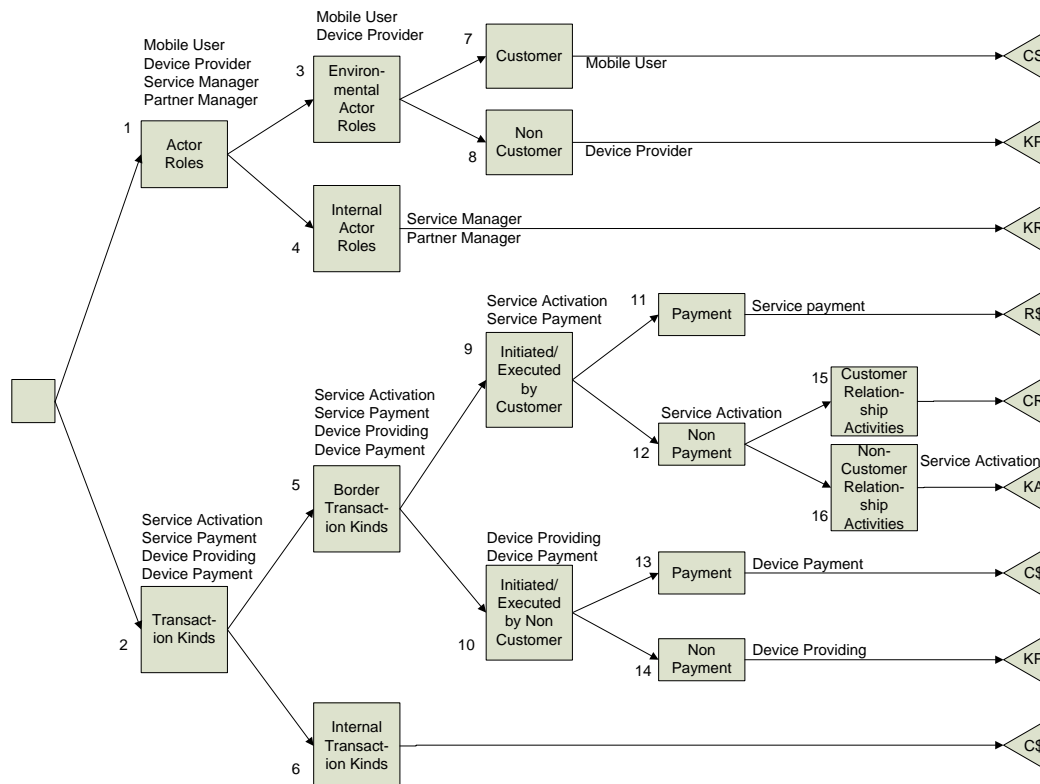 Mobile User
Device Provider
Service Manager
Partner Manager
1
Actor
Roles
Mobile User
Device Provider
3
Environ-
mental
Actor
Roles
7
Customer
Mobile User
CS
8
Non
Customer
Device Provider
KP
4
Internal
Actor
Roles
Service Manager
Partner Manager
KR
Service Activation
Service Payment
Device Providing
Device Payment
2
Transact-
ion Kinds
Service Activation
Service Payment
Device Providing
Device Payment
5
Border
Transact-
ion Kinds
Service Activation
Service Payment
9
Initiated/
Executed
by
Customer
11
Payment
Service payment
R$
Service Activation
12
Non
Payment
15
Customer
Relation-
ship
Activities
CR
16
Non-
Customer
Relation-
ship
Activities
Service Activation
KA
Device Providing
Device Payment
10
Initiated/
Executed
by Non
Customer
13
Payment
Device Payment
C$
14
Non
Payment
Device Providing
6
Internal
Transact-
ion Kinds
C$